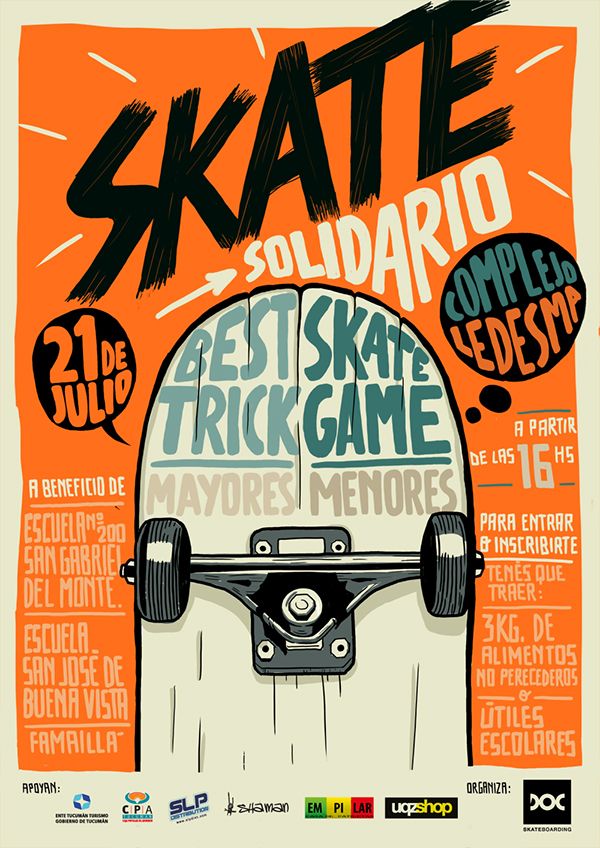 SKATE
SOLIDARIO
COMPLEJO
LEDESMA
21 DE
JULIO
BEST
TRICK
MAYORES
SKATE
GAME
MENORES
A PARTIR
DE LAS 16 HS
A BENEFICIO DE
ESCUELA Nº 200
SAN GABRIEL
DEL MONTE.
ESCUELA
SAN JOSÉ DE
BUENA VISTA
FAMAILLÁ
PARA ENTRAR
O INSCRIBIRTE
TENÉS QUE
TRAER:
3KG. DE
ALIMENTOS
NO PERECEDEROS
O
ÚTILES
ESCOLARES
APOYAN:
ENTE TUCUMÁN TURISMO
GOBIERNO DE TUCUMÁN
CPA
TUCUMAN
SLP
DISTRIBUTION
SHAMAN
EM PI LAR
uqzshop
ORGANIZA:
DOC
SKATEBOARDING